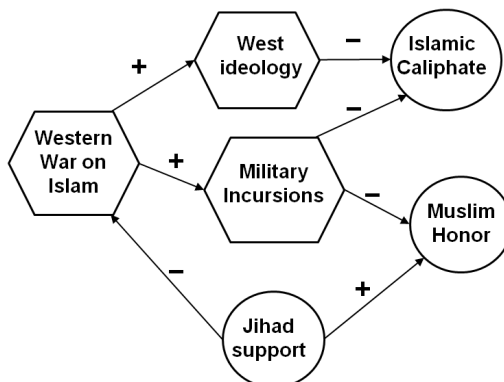 West
ideology
Islamic
Caliphate
+
–
–
Western
War on
Islam
+
Military
Incursions
–
Muslim
Honor
–
+
Jihad
support